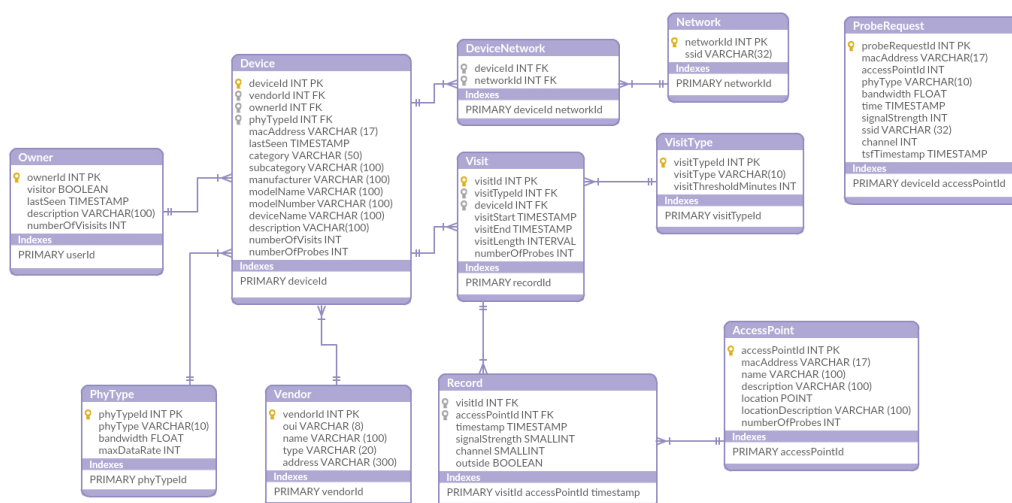 Network
networkId INT PK
ssid VARCHAR(32)
Indexes
PRIMARY networkId
ProbeRequest
probeRequestId INT PK
macAddress VARCHAR(17)
accessPointId INT
phyType VARCHAR(10)
bandwidth FLOAT
time TIMESTAMP
signalStrength INT
ssid VARCHAR (32)
channel INT
tsfTimestamp TIMESTAMP
Indexes
PRIMARY deviceId accessPointId
DeviceNetwork
deviceId INT FK
networkId INT FK
Indexes
PRIMARY deviceId networkId
Device
deviceId INT PK
vendorId INT FK
ownerId INT FK
phyTypeId INT FK
macAddress VARCHAR (17)
lastSeen TIMESTAMP
category VARCHAR (50)
subcategory VARCHAR (100)
manufacturer VARCHAR (100)
modelName VARCHAR (100)
modelNumber VARCHAR (100)
deviceName VARCHAR (100)
description VACHAR(100)
numberOfVisits INT
numberOfProbes INT
Indexes
PRIMARY deviceId
Owner
ownerId INT PK
visitor BOOLEAN
lastSeen TIMESTAMP
description VARCHAR(100)
numberOfVisisits INT
Indexes
PRIMARY userId
Visit
visitId INT PK
visitTypeId INT FK
deviceId INT FK
visitStart TIMESTAMP
visitEnd TIMESTAMP
visitLength INTERVAL
numberOfProbes INT
Indexes
PRIMARY recordId
VisitType
visitTypeId INT PK
visitType VARCHAR(10)
visitThresholdMinutes INT
Indexes
PRIMARY visitTypeId
PhyType
phyTypeId INT PK
phyType VARCHAR(10)
bandwidth FLOAT
maxDataRate INT
Indexes
PRIMARY phyTypeId
Vendor
vendorId INT PK
oui VARCHAR (8)
name VARCHAR (100)
type VARCHAR (20)
address VARCHAR (300)
Indexes
PRIMARY vendorId
Record
visitId INT FK
accessPointId INT FK
timestamp TIMESTAMP
signalStrength SMALLINT
channel SMALLINT
outside BOOLEAN
Indexes
PRIMARY visitId accessPointId timestamp
AccessPoint
accessPointId INT PK
macAddress VARCHAR (17)
name VARCHAR (100)
description VARCHAR (100)
location POINT
locationDescription VARCHAR (100)
numberOfProbes INT
Indexes
PRIMARY accessPointId